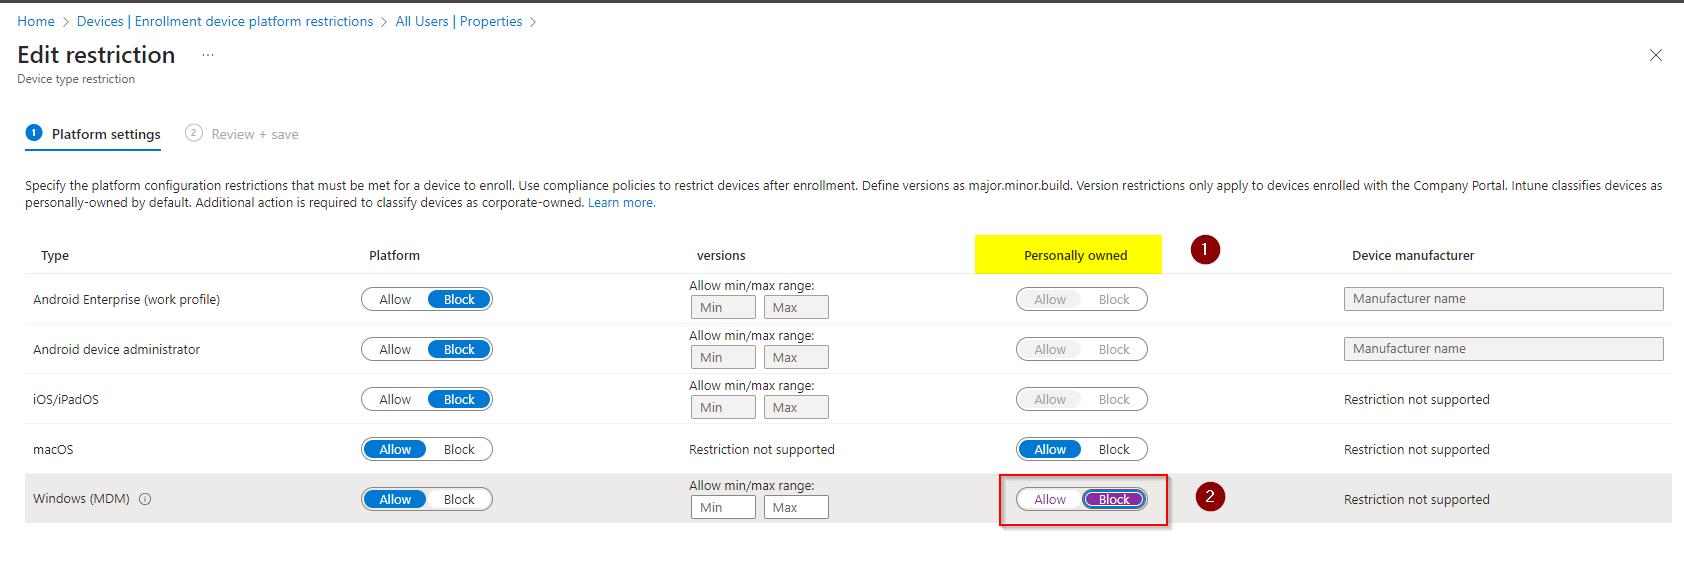 Home > Devices | Enrollment device platform restrictions > All Users | Properties >
Edit restriction ...
Device type restriction
1 Platform settings 2 Review + save
Specify the platform configuration restrictions that must be met for a device to enroll. Use compliance policies to restrict devices after enrollment. Define versions as major.minor.build. Version restrictions only apply to devices enrolled with the Company Portal. Intune classifies devices as
personally-owned by default. Additional action is required to classify devices as corporate-owned. Learn more.
Type Platform versions Personally owned 1 Device manufacturer
Allow min/max range:
Android Enterprise (work profile) Allow Block Min Max Allow Block Manufacturer name
Allow min/max range:
Android device administrator Allow Block Min Max Allow Block Manufacturer name
Allow min/max range:
iOS/iPadOS Allow Block Min Max Allow Block Restriction not supported
macOS Allow Block Restriction not supported Allow Block Restriction not supported
Allow min/max range:
Windows (MDM) Allow Block Min Max Allow Block 2 Restriction not supported